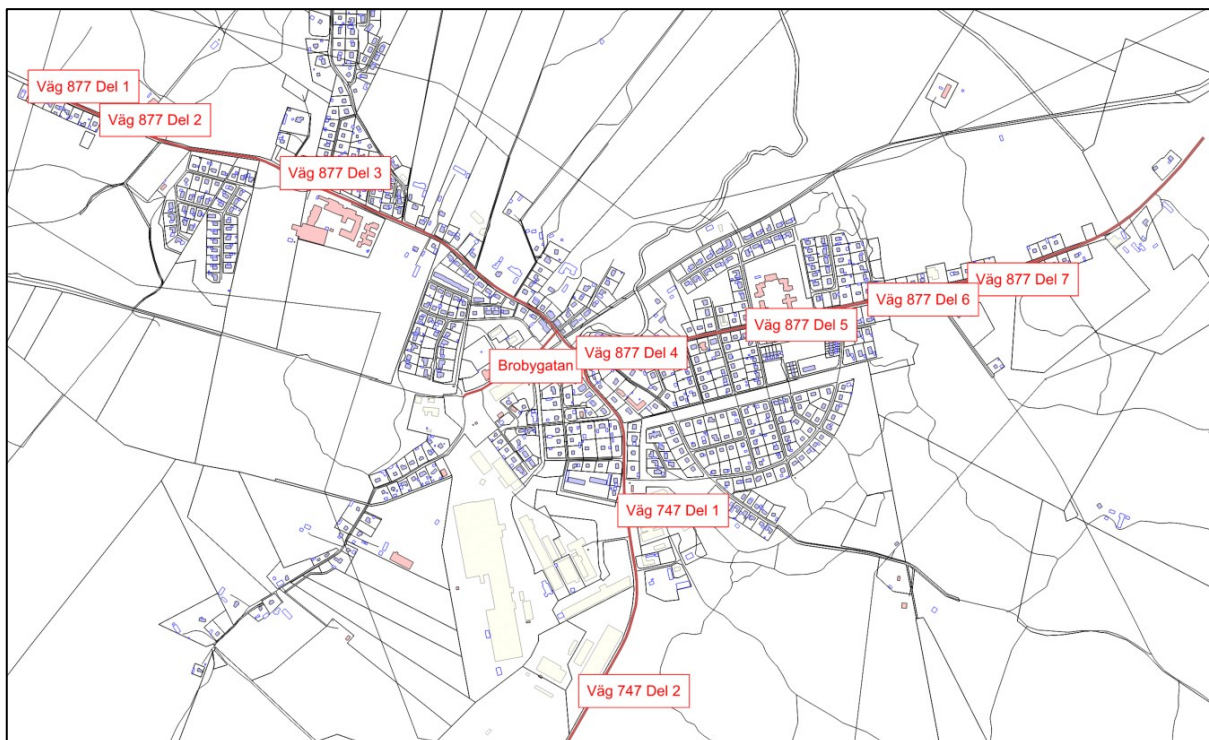 Väg 877 Del 1
Väg 877 Del 2
Väg 877 Del 3
Väg 877 Del 7
Väg 877 Del 6
Väg 877 Del 5
Väg 877 Del 4
Brobygatan
Väg 747 Del 1
Väg 747 Del 2